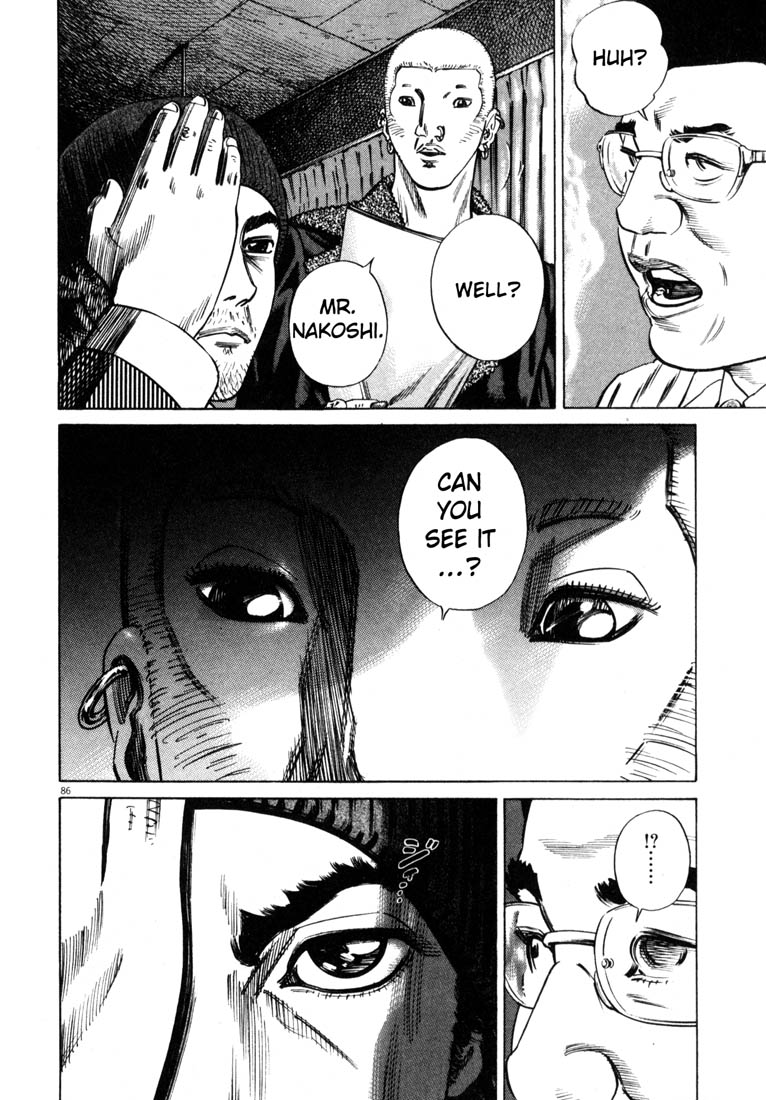 HUH?
WELL?
MR.
NAKOSHI.
CAN
YOU
SEE IT
...?
86
!?
......